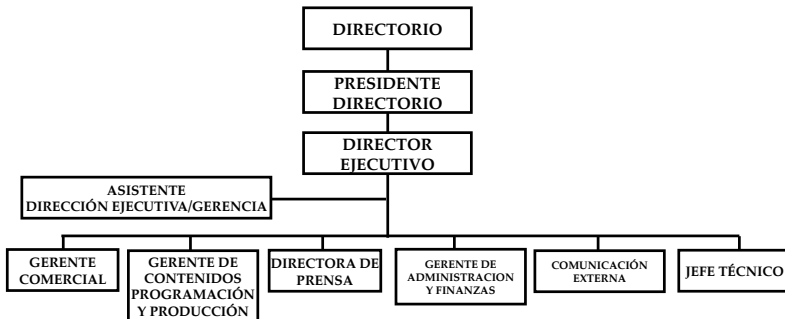 DIRECTORIO
PRESIDENTE
DIRECTORIO
DIRECTOR
EJECUTIVO
ASISTENTE
DIRECCIÓN EJECUTIVA/GERENCIA
GERENTE
COMERCIAL
GERENTE DE
CONTENIDOS
PROGRAMACIÓN
Y PRODUCCIÓN
DIRECTORA DE
PRENSA
GERENTE DE
ADMINISTRACION
Y FINANZAS
COMUNICACIÓN
EXTERNA
JEFE TÉCNICO